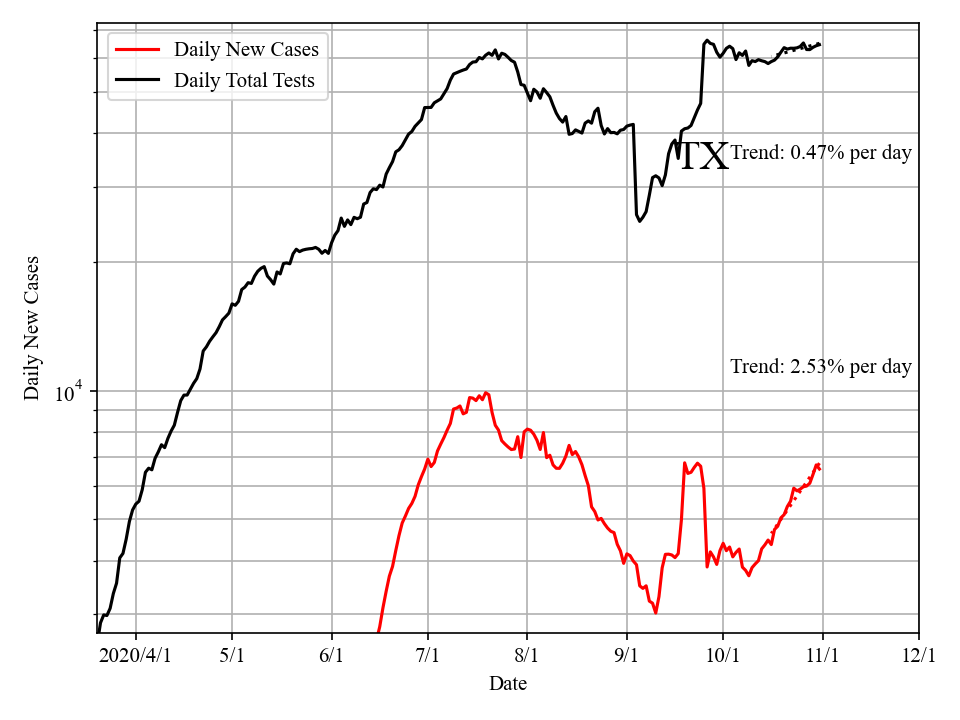 Daily New Cases
Daily Total Tests
TX
Trend: 0.47% per day
Trend: 2.53% per day
Daily New Cases
10^4
2020/4/1 5/1 6/1 7/1 8/1 9/1 10/1 11/1 12/1
Date